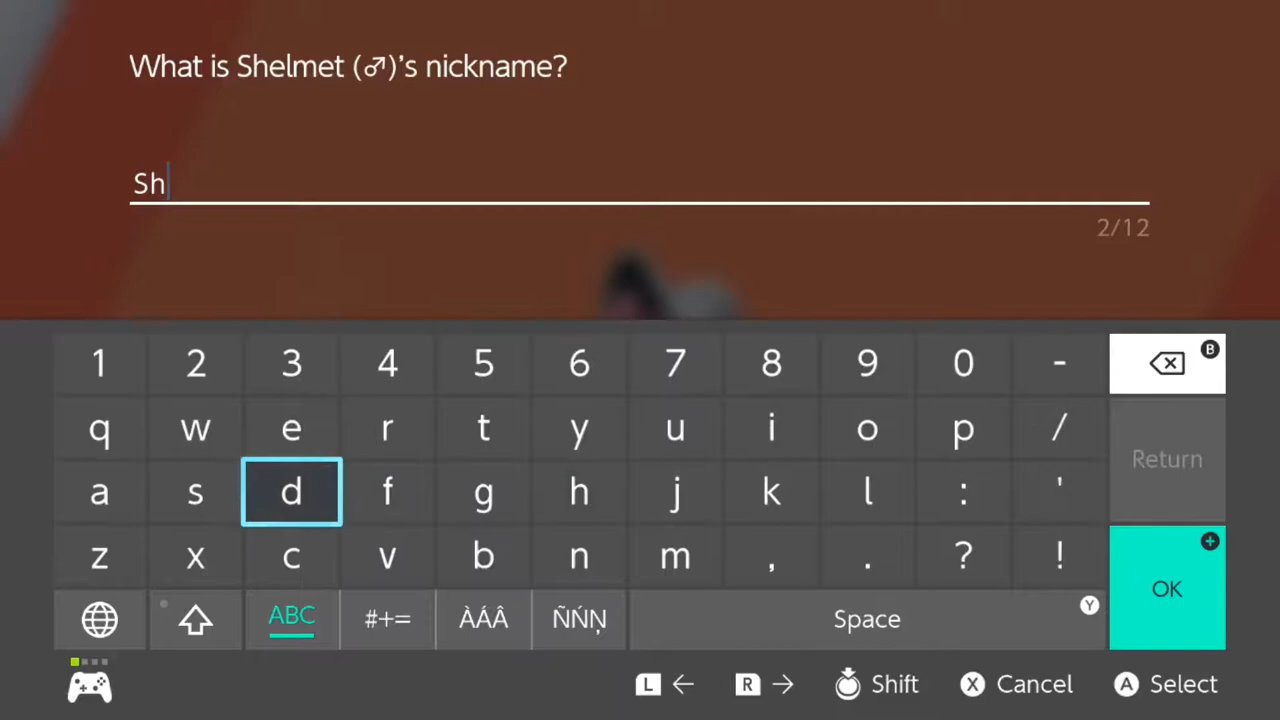 What is Shelmet (♂)'s nickname?
Sh
2/12
1 2 3 4 5 6 7 8 9 0 - B
q w e r t y u i o p /
Return
a s d f g h j k l : '
z x c v b n m , . ? ! +
OK
ABC #+= ÀÁÂ ÑŃŅ Space Y
L ← R → Shift X Cancel A Select